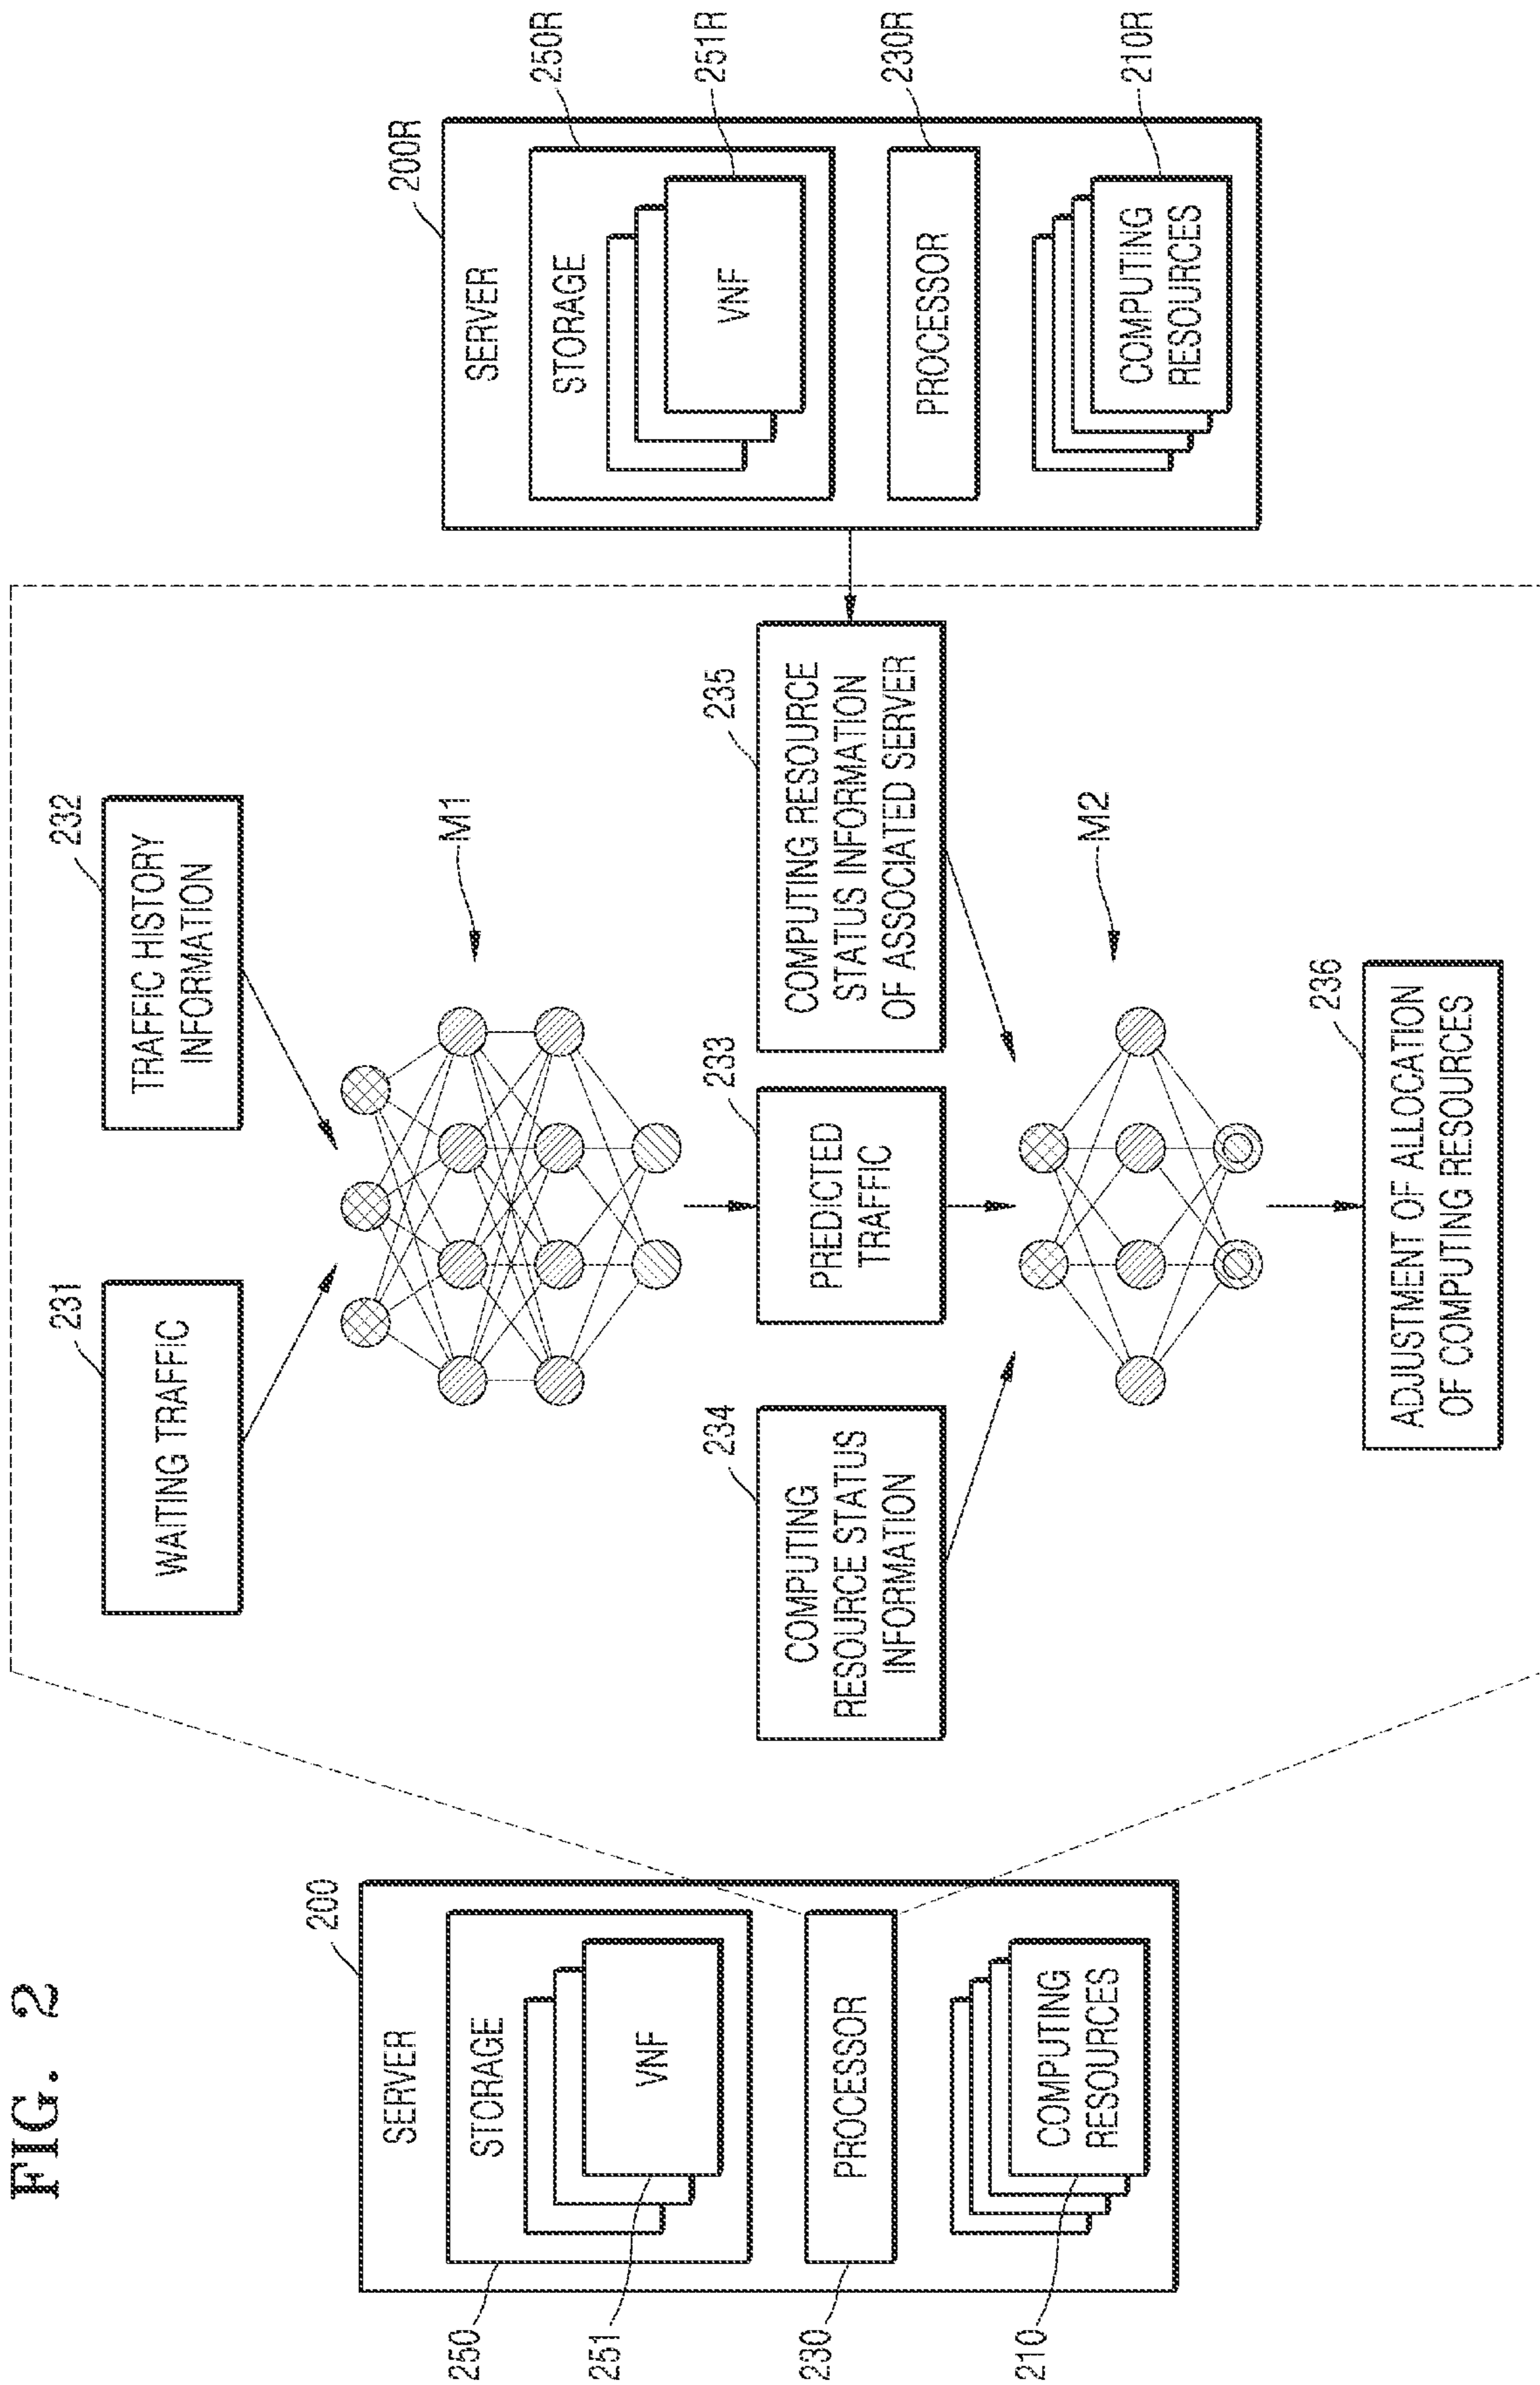 FIG. 2
200
SERVER
STORAGE
VNF
PROCESSOR
COMPUTING
RESOURCES
250
251
230
210
231
WAITING TRAFFIC
232
TRAFFIC HISTORY
INFORMATION
M1
234
COMPUTING
RESOURCE STATUS
INFORMATION
233
PREDICTED
TRAFFIC
235
COMPUTING RESOURCE
STATUS INFORMATION
OF ASSOCIATED SERVER
M2
236
ADJUSTMENT OF ALLOCATION
OF COMPUTING RESOURCES
200R
SERVER
STORAGE
VNF
PROCESSOR
COMPUTING
RESOURCES
250R
251R
230R
210R